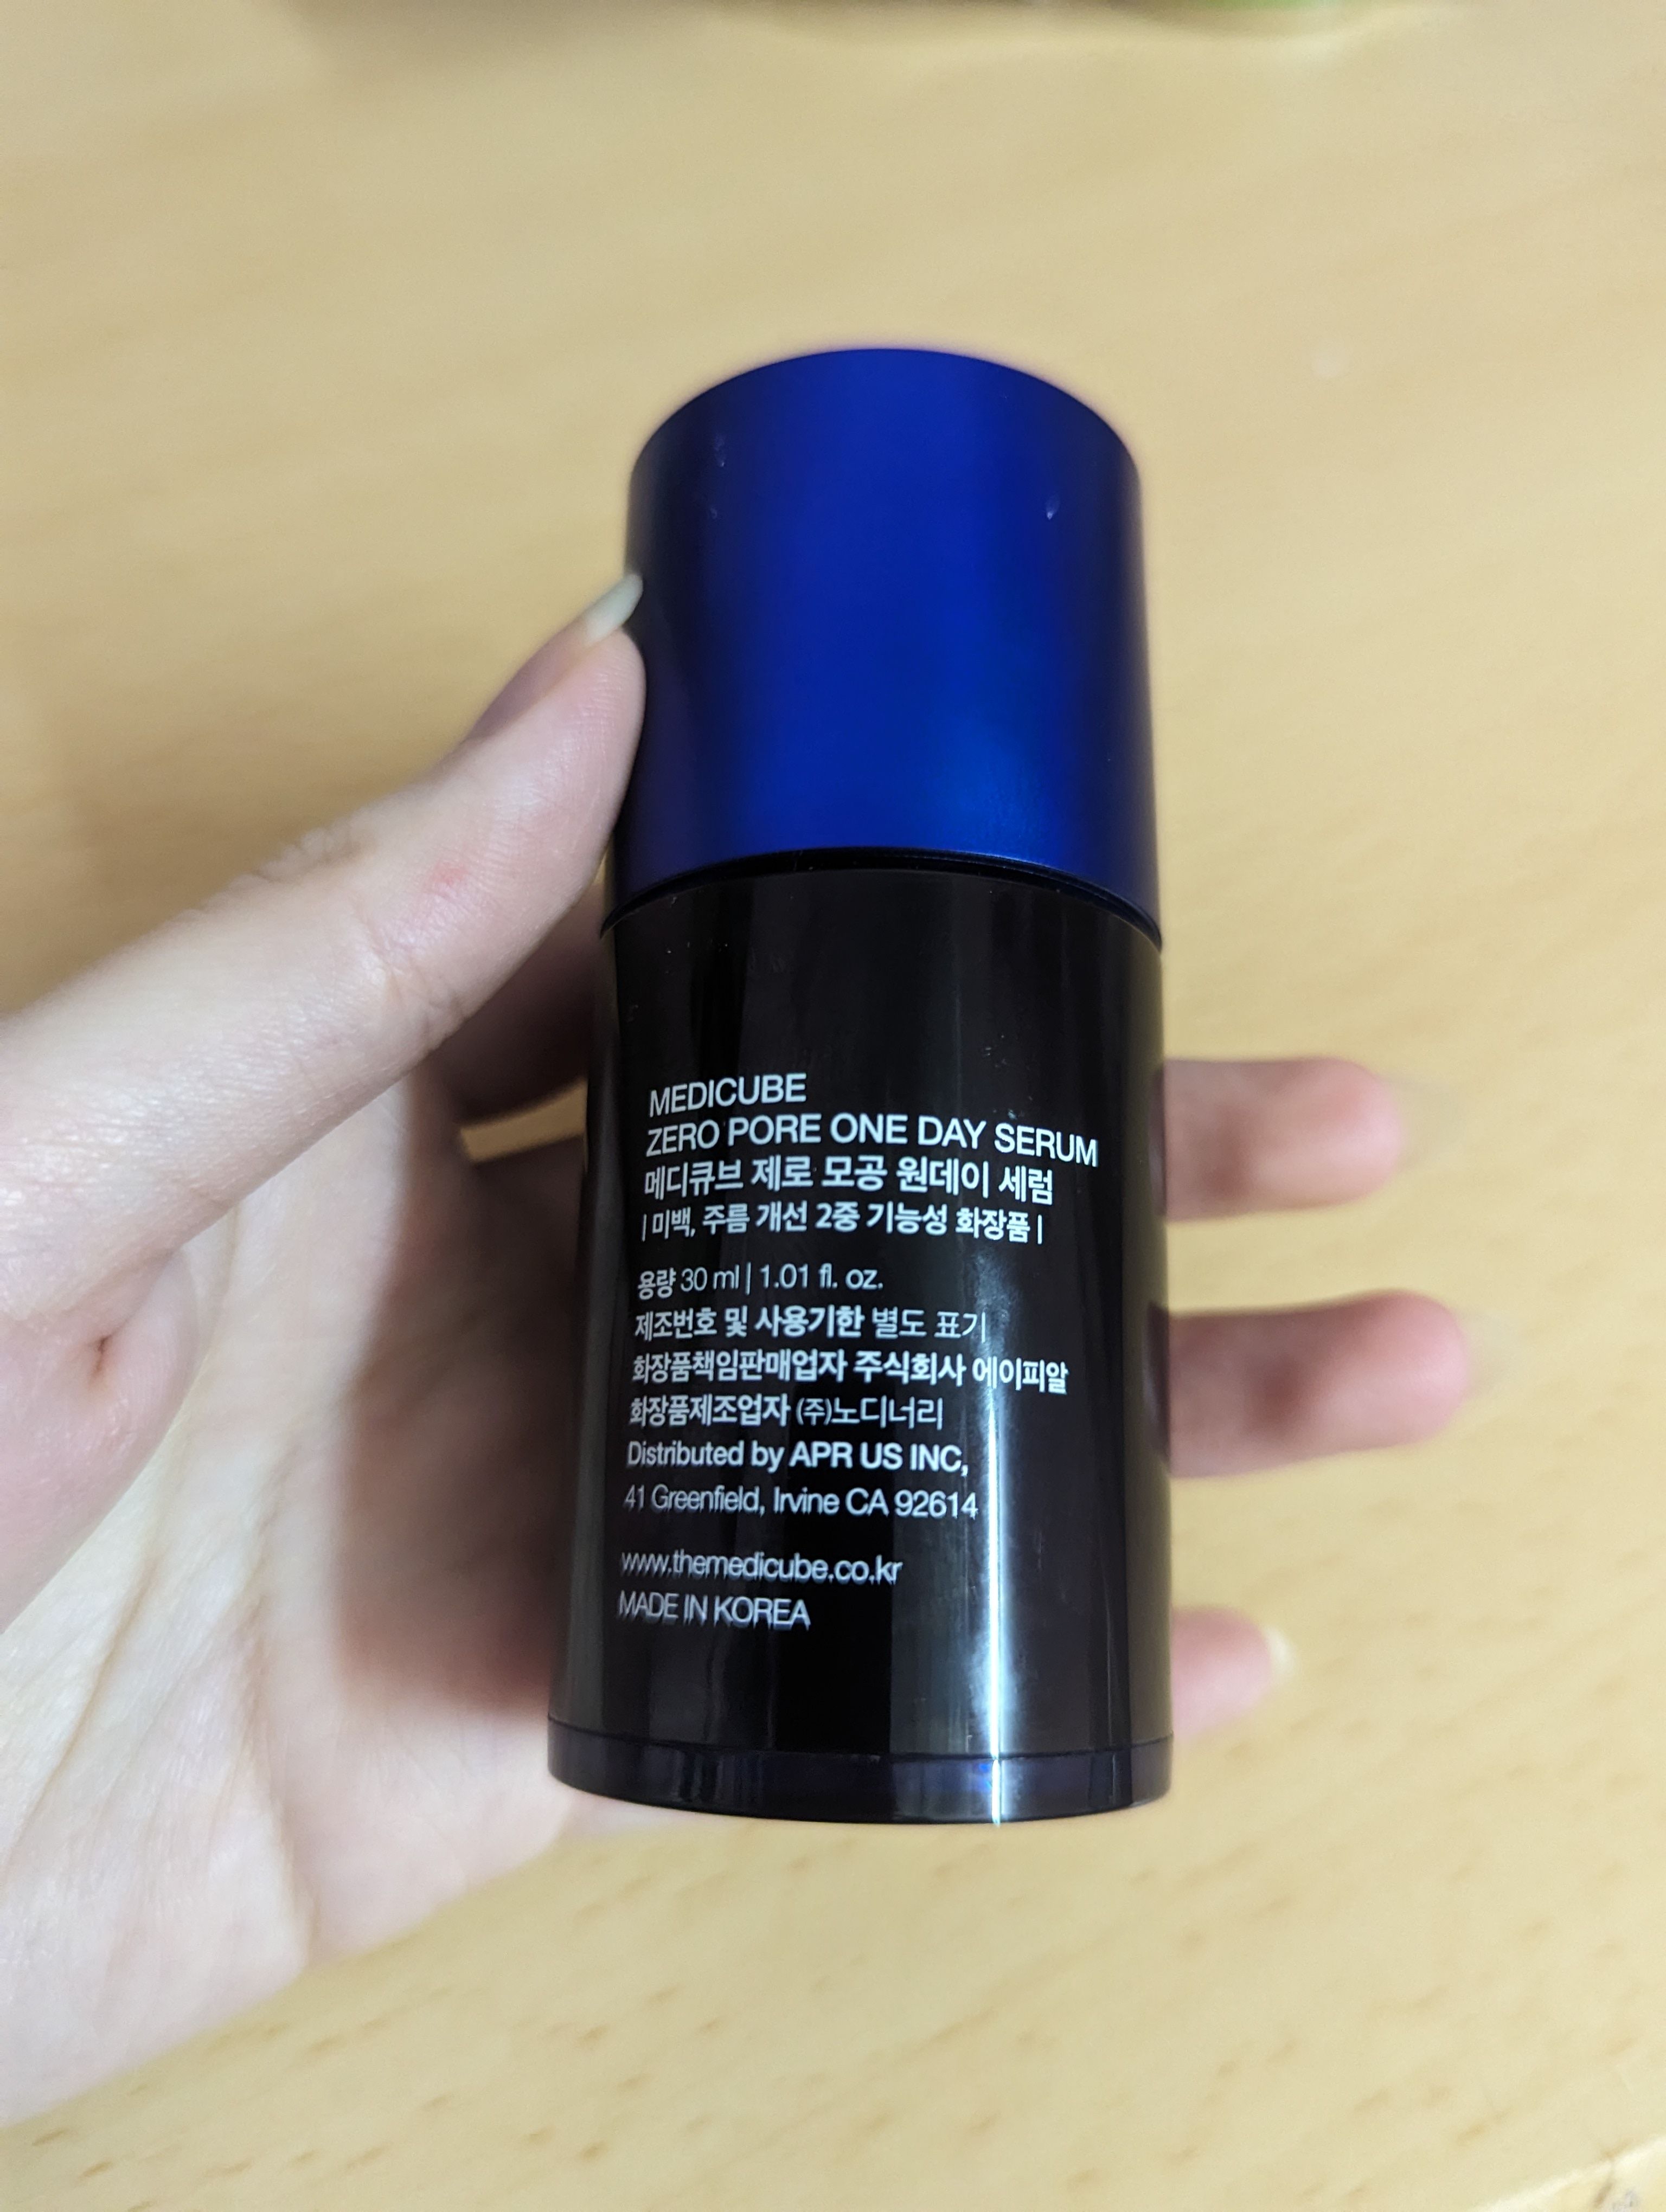 MEDICUBE
ZERO PORE ONE DAY SERUM
메디큐브 제로 모공 원데이 세럼
| 미백, 주름 개선 2중 기능성 화장품 |
용량 30 ml | 1.01 fl. oz.
제조번호 및 사용기한 별도 표기
화장품책임판매업자 주식회사 에이피알
화장품제조업자 (주)노디너리
Distributed by APR US INC,
41 Greenfield, Irvine CA 92614
www.themedicube.co.kr
MADE IN KOREA